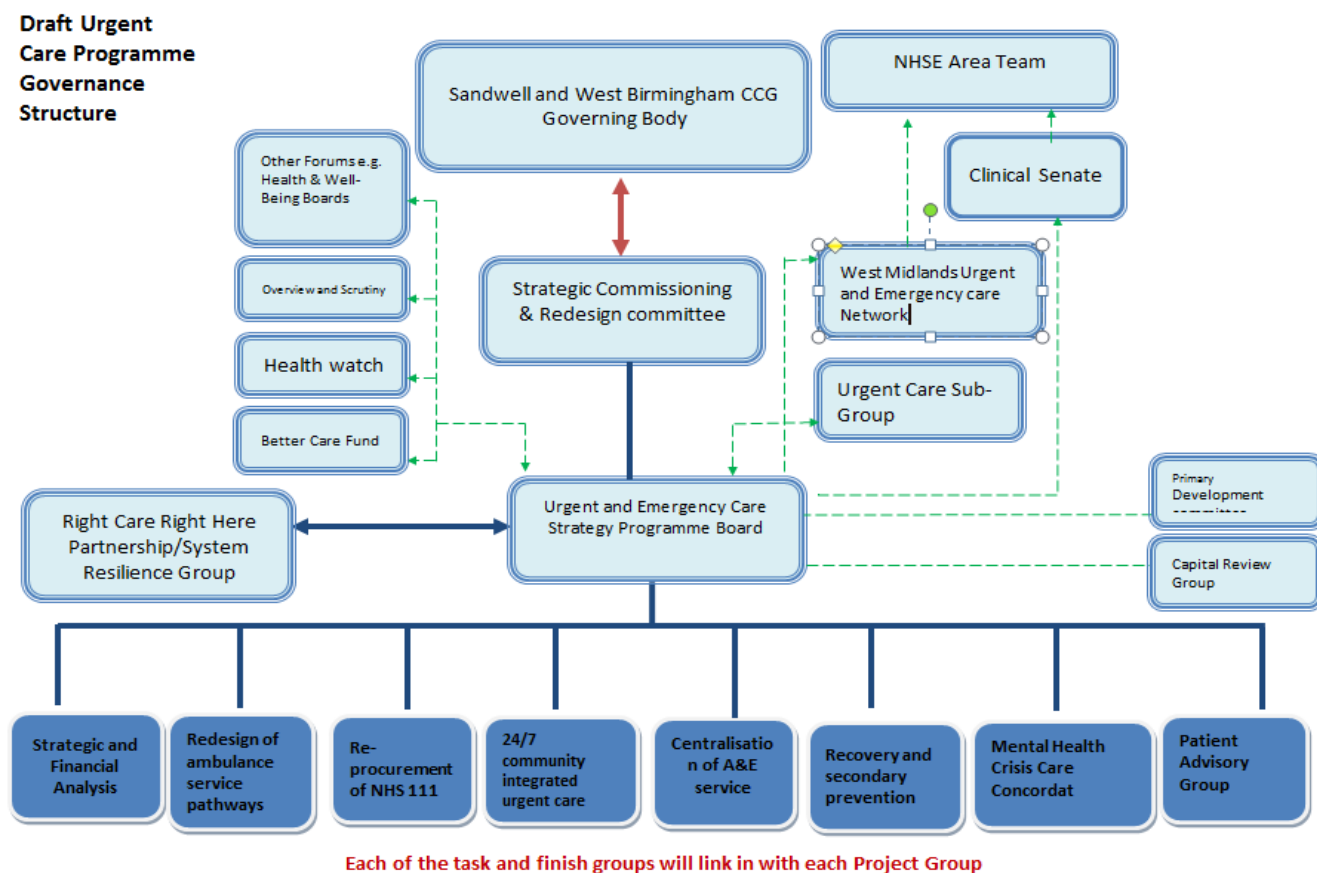 Draft Urgent
Care Programme
Governance
Structure
Sandwell and West Birmingham CCG
Governing Body
NHSE Area Team
Other Forums e.g.
Health & Well-
Being Boards
Clinical Senate
Overview and Scrutiny
Strategic Commissioning
& Redesign committee
West Midlands Urgent
and Emergency care
Network
Health watch
Urgent Care Sub-
Group
Better Care Fund
Right Care Right Here
Partnership/System
Resilience Group
Urgent and Emergency Care
Strategy Programme Board
Primary
Development
Capital Review
Group
Strategic and
Financial
Analysis
Redesign of
ambulance
service
pathways
Re-
procurement
of NHS 111
24/7
community
integrated
urgent care
Centralisatio
n of A&E
service
Recovery and
secondary
prevention
Mental Health
Crisis Care
Concordat
Patient
Advisory
Group
Each of the task and finish groups will link in with each Project Group